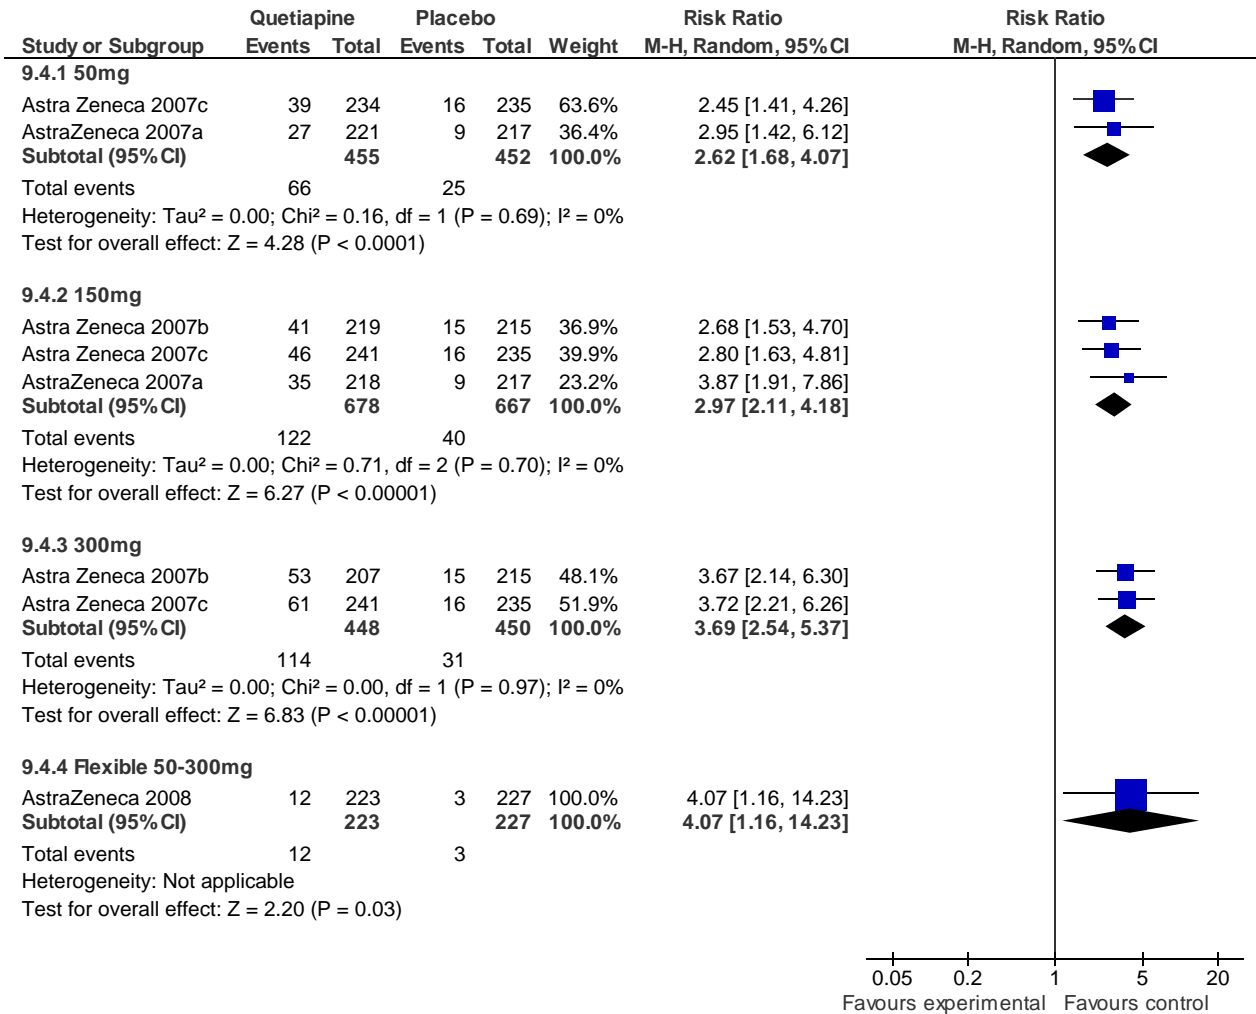 Quetiapine Placebo Risk Ratio Risk Ratio
Study or Subgroup Events Total Events Total Weight M-H, Random, 95% CI M-H, Random, 95% CI
9.4.1 50mg
Astra Zeneca 2007c 39 234 16 235 63.6% 2.45 [1.41, 4.26]
AstraZeneca 2007a 27 221 9 217 36.4% 2.95 [1.42, 6.12]
Subtotal (95% CI) 455 452 100.0% 2.62 [1.68, 4.07]
Total events 66 25
Heterogeneity: Tau² = 0.00; Chi² = 0.16, df = 1 (P = 0.69); I² = 0%
Test for overall effect: Z = 4.28 (P < 0.0001)
9.4.2 150mg
Astra Zeneca 2007b 41 219 15 215 36.9% 2.68 [1.53, 4.70]
Astra Zeneca 2007c 46 241 16 235 39.9% 2.80 [1.63, 4.81]
AstraZeneca 2007a 35 218 9 217 23.2% 3.87 [1.91, 7.86]
Subtotal (95% CI) 678 667 100.0% 2.97 [2.11, 4.18]
Total events 122 40
Heterogeneity: Tau² = 0.00; Chi² = 0.71, df = 2 (P = 0.70); I² = 0%
Test for overall effect: Z = 6.27 (P < 0.00001)
9.4.3 300mg
Astra Zeneca 2007b 53 207 15 215 48.1% 3.67 [2.14, 6.30]
Astra Zeneca 2007c 61 241 16 235 51.9% 3.72 [2.21, 6.26]
Subtotal (95% CI) 448 450 100.0% 3.69 [2.54, 5.37]
Total events 114 31
Heterogeneity: Tau² = 0.00; Chi² = 0.00, df = 1 (P = 0.97); I² = 0%
Test for overall effect: Z = 6.83 (P < 0.00001)
9.4.4 Flexible 50-300mg
AstraZeneca 2008 12 223 3 227 100.0% 4.07 [1.16, 14.23]
Subtotal (95% CI) 223 227 100.0% 4.07 [1.16, 14.23]
Total events 12 3
Heterogeneity: Not applicable
Test for overall effect: Z = 2.20 (P = 0.03)
0.05 0.2 1 5 20
Favours experimental Favours control